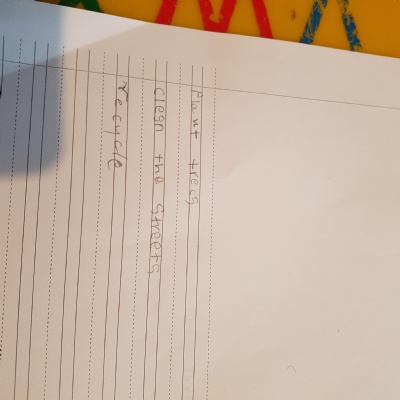 Plant trees
clean the streets
recycle